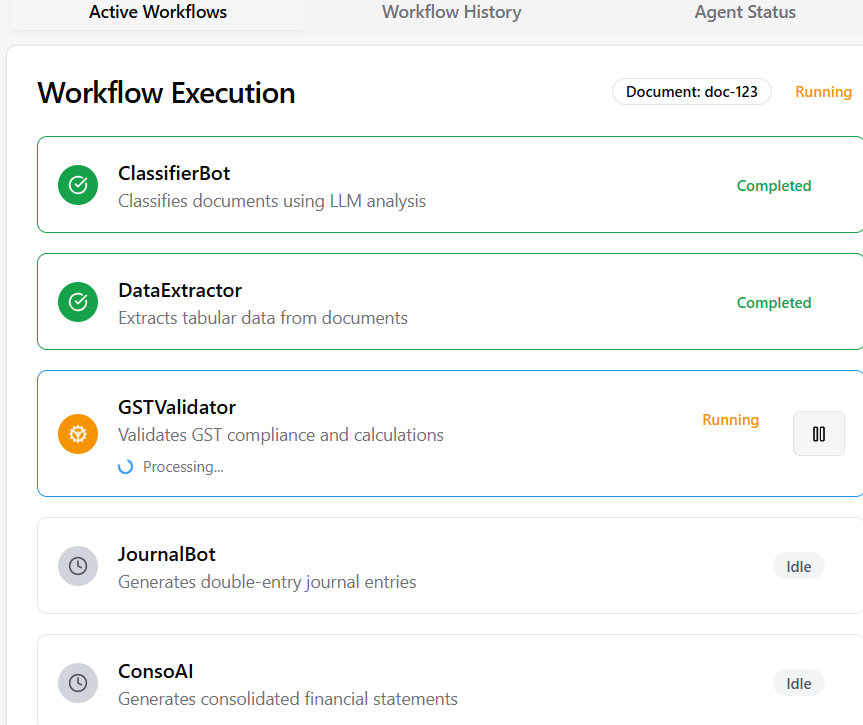 Active Workflows
Workflow History
Agent Status
Workflow Execution
Document: doc-123
Running
ClassifierBot
Classifies documents using LLM analysis
Completed
DataExtractor
Extracts tabular data from documents
Completed
GSTValidator
Validates GST compliance and calculations
Processing...
Running
JournalBot
Generates double-entry journal entries
Idle
ConsoAI
Generates consolidated financial statements
Idle